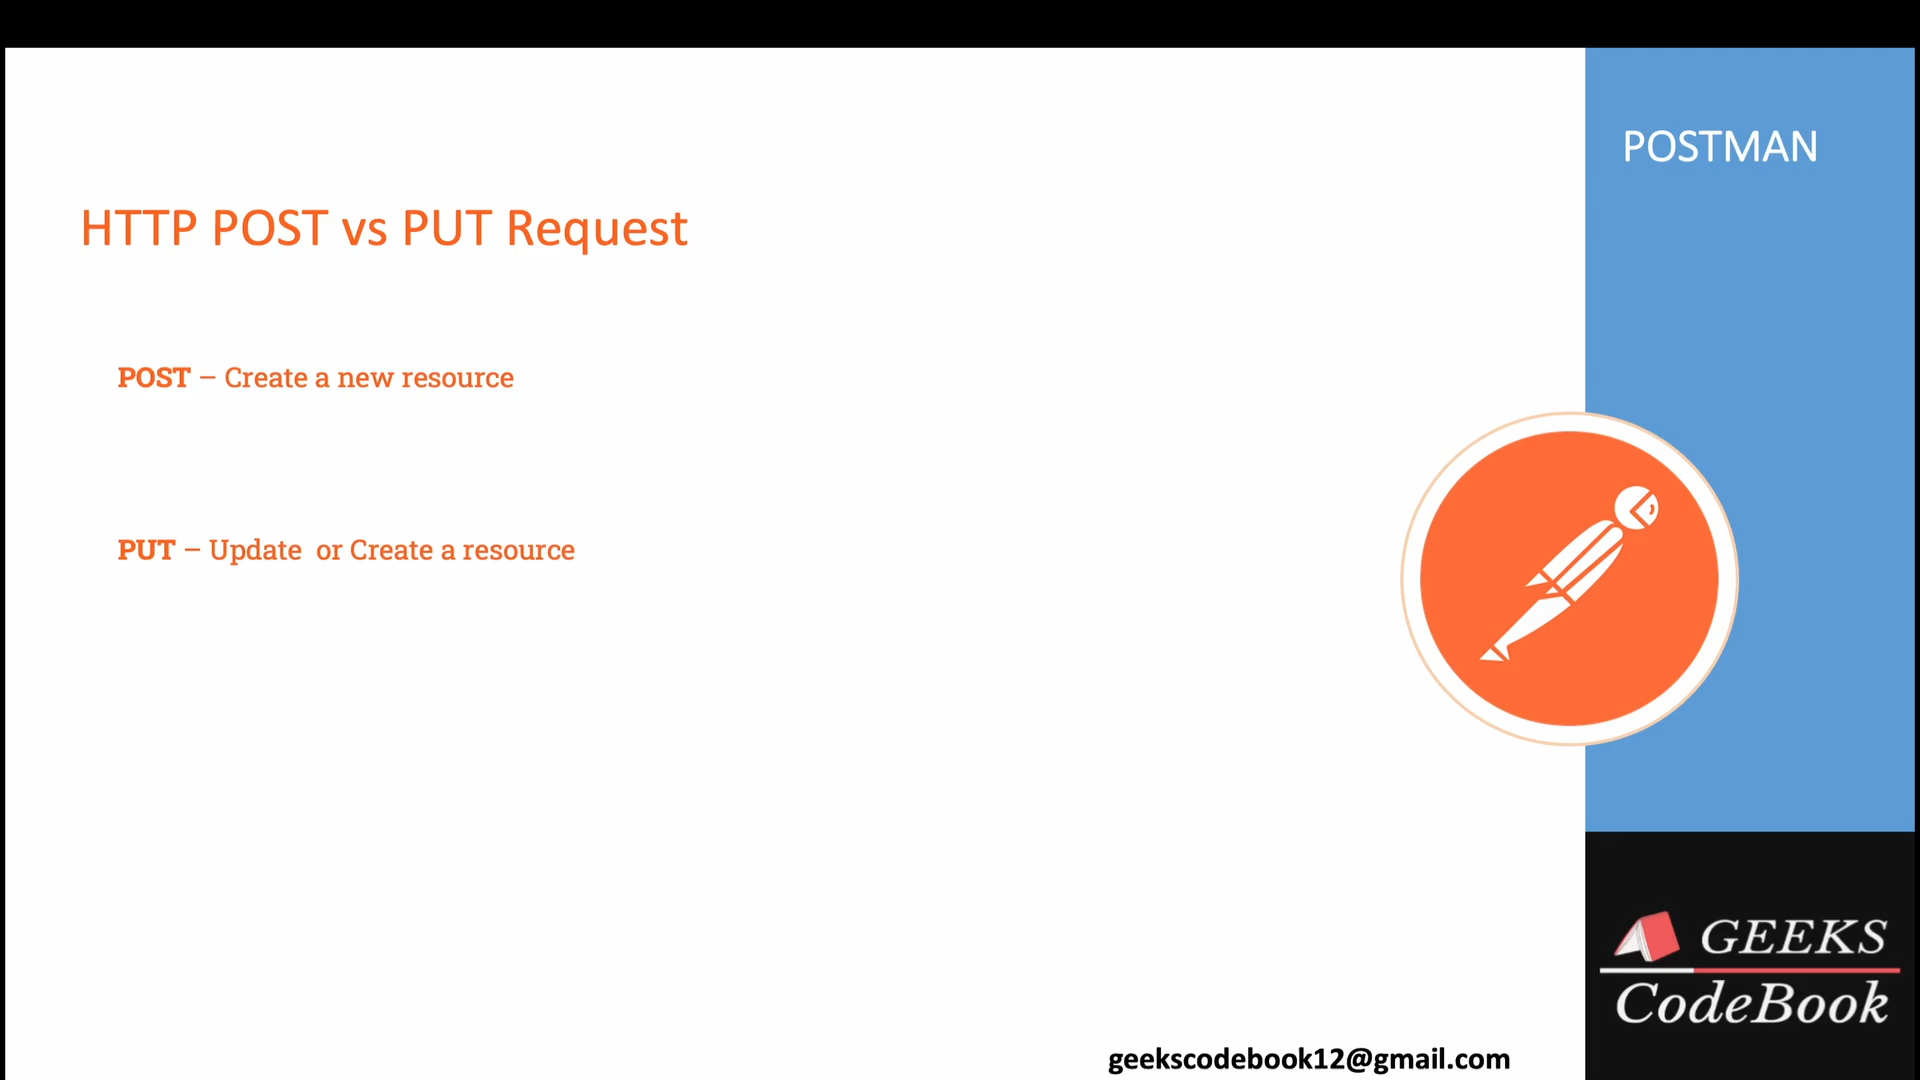 POSTMAN
HTTP POST vs PUT Request
POST – Create a new resource
PUT – Update  or Create a resource
GEEKS
CodeBook
geekscodebook12@gmail.com